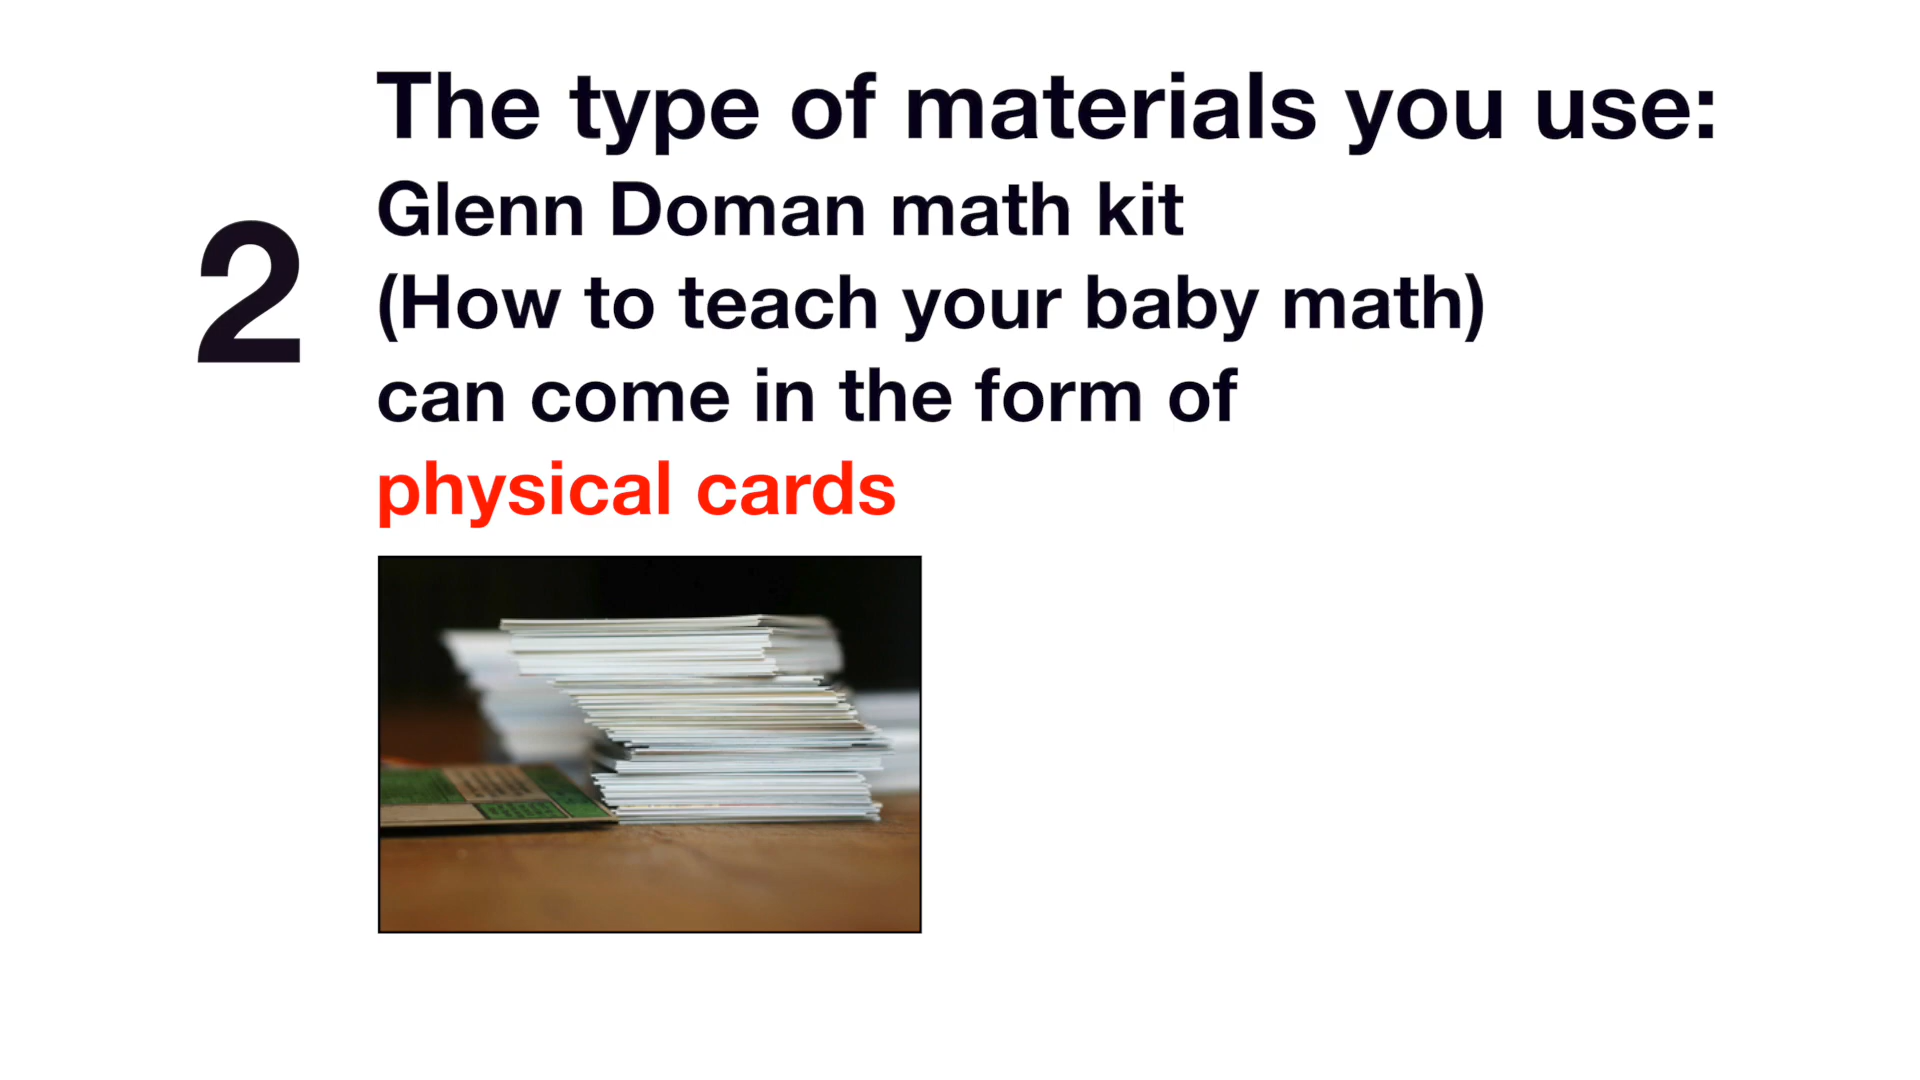 2
The type of materials you use:
Glenn Doman math kit
(How to teach your baby math)
can come in the form of
physical cards